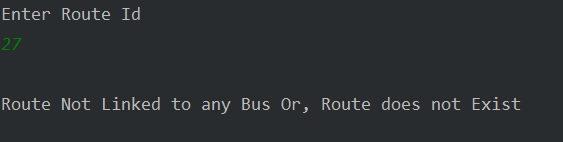 Enter Route Id
27
Route Not Linked to any Bus Or, Route does not Exist